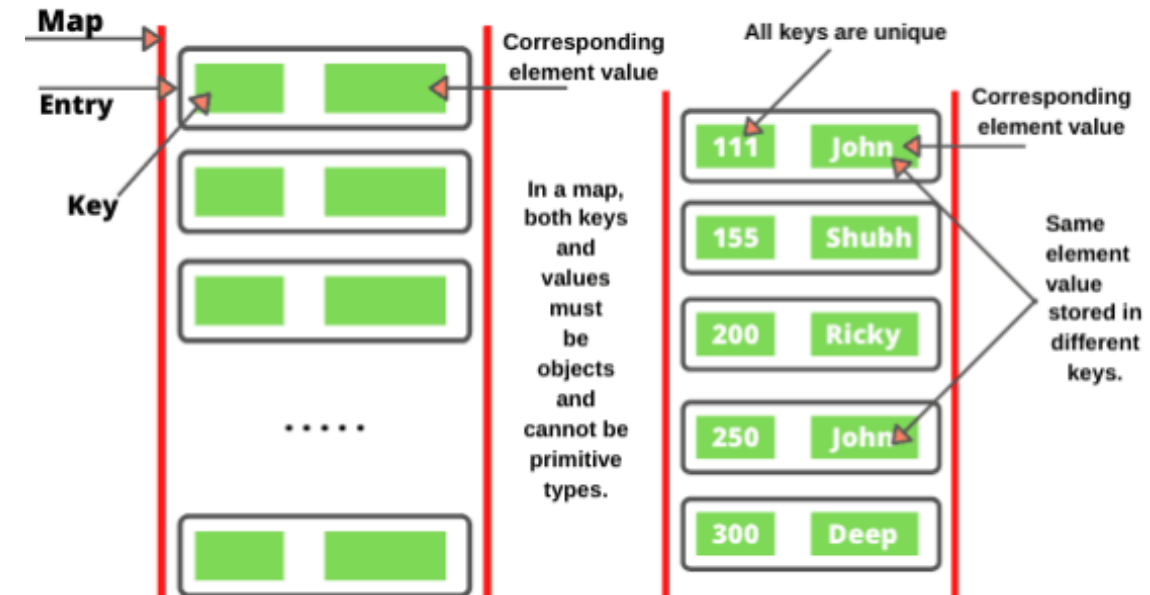 Map
Entry
Key
Corresponding
element value
In a map,
both keys
and
values
must
be
objects
and
cannot be
primitive
types.
All keys are unique
Corresponding
element value
111 John
155 Shubh
200 Ricky
250 John
300 Deep
Same
element
value
stored in
different
keys.
.....